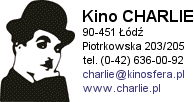 Kino CHARLIE
90-451 Łódź
Piotrkowska 203/205
tel. (0-42) 636-00-92
charlie@kinosfera.pl
www.charlie.pl